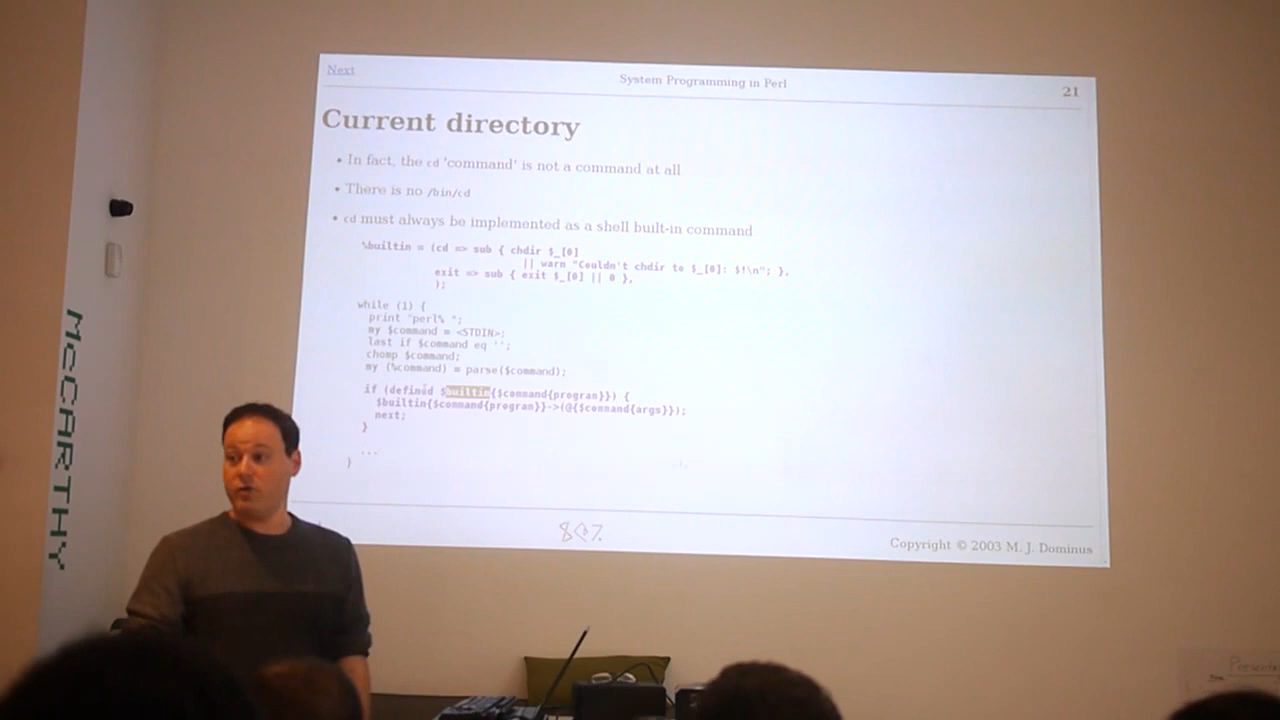 Next
System Programming in Perl
21
Current directory
• In fact, the cd 'command' is not a command at all
• There is no /bin/cd
• cd must always be implemented as a shell built-in command
%builtin = (cd => sub { chdir $_[0]
|| warn "Couldn't chdir to $_[0]: $!\n"; },
exit => sub { exit $_[0] || 0 },
);
while (1) {
print "perl% ";
my $command = <STDIN>;
last if $command eq '';
chomp $command;
my (%command) = parse($command);
if (defined $builtin{$command{program}}) {
$builtin{$command{program}}->(@{$command{args}});
next;
}
...
}
Copyright © 2003 M. J. Dominus
McCARTHY